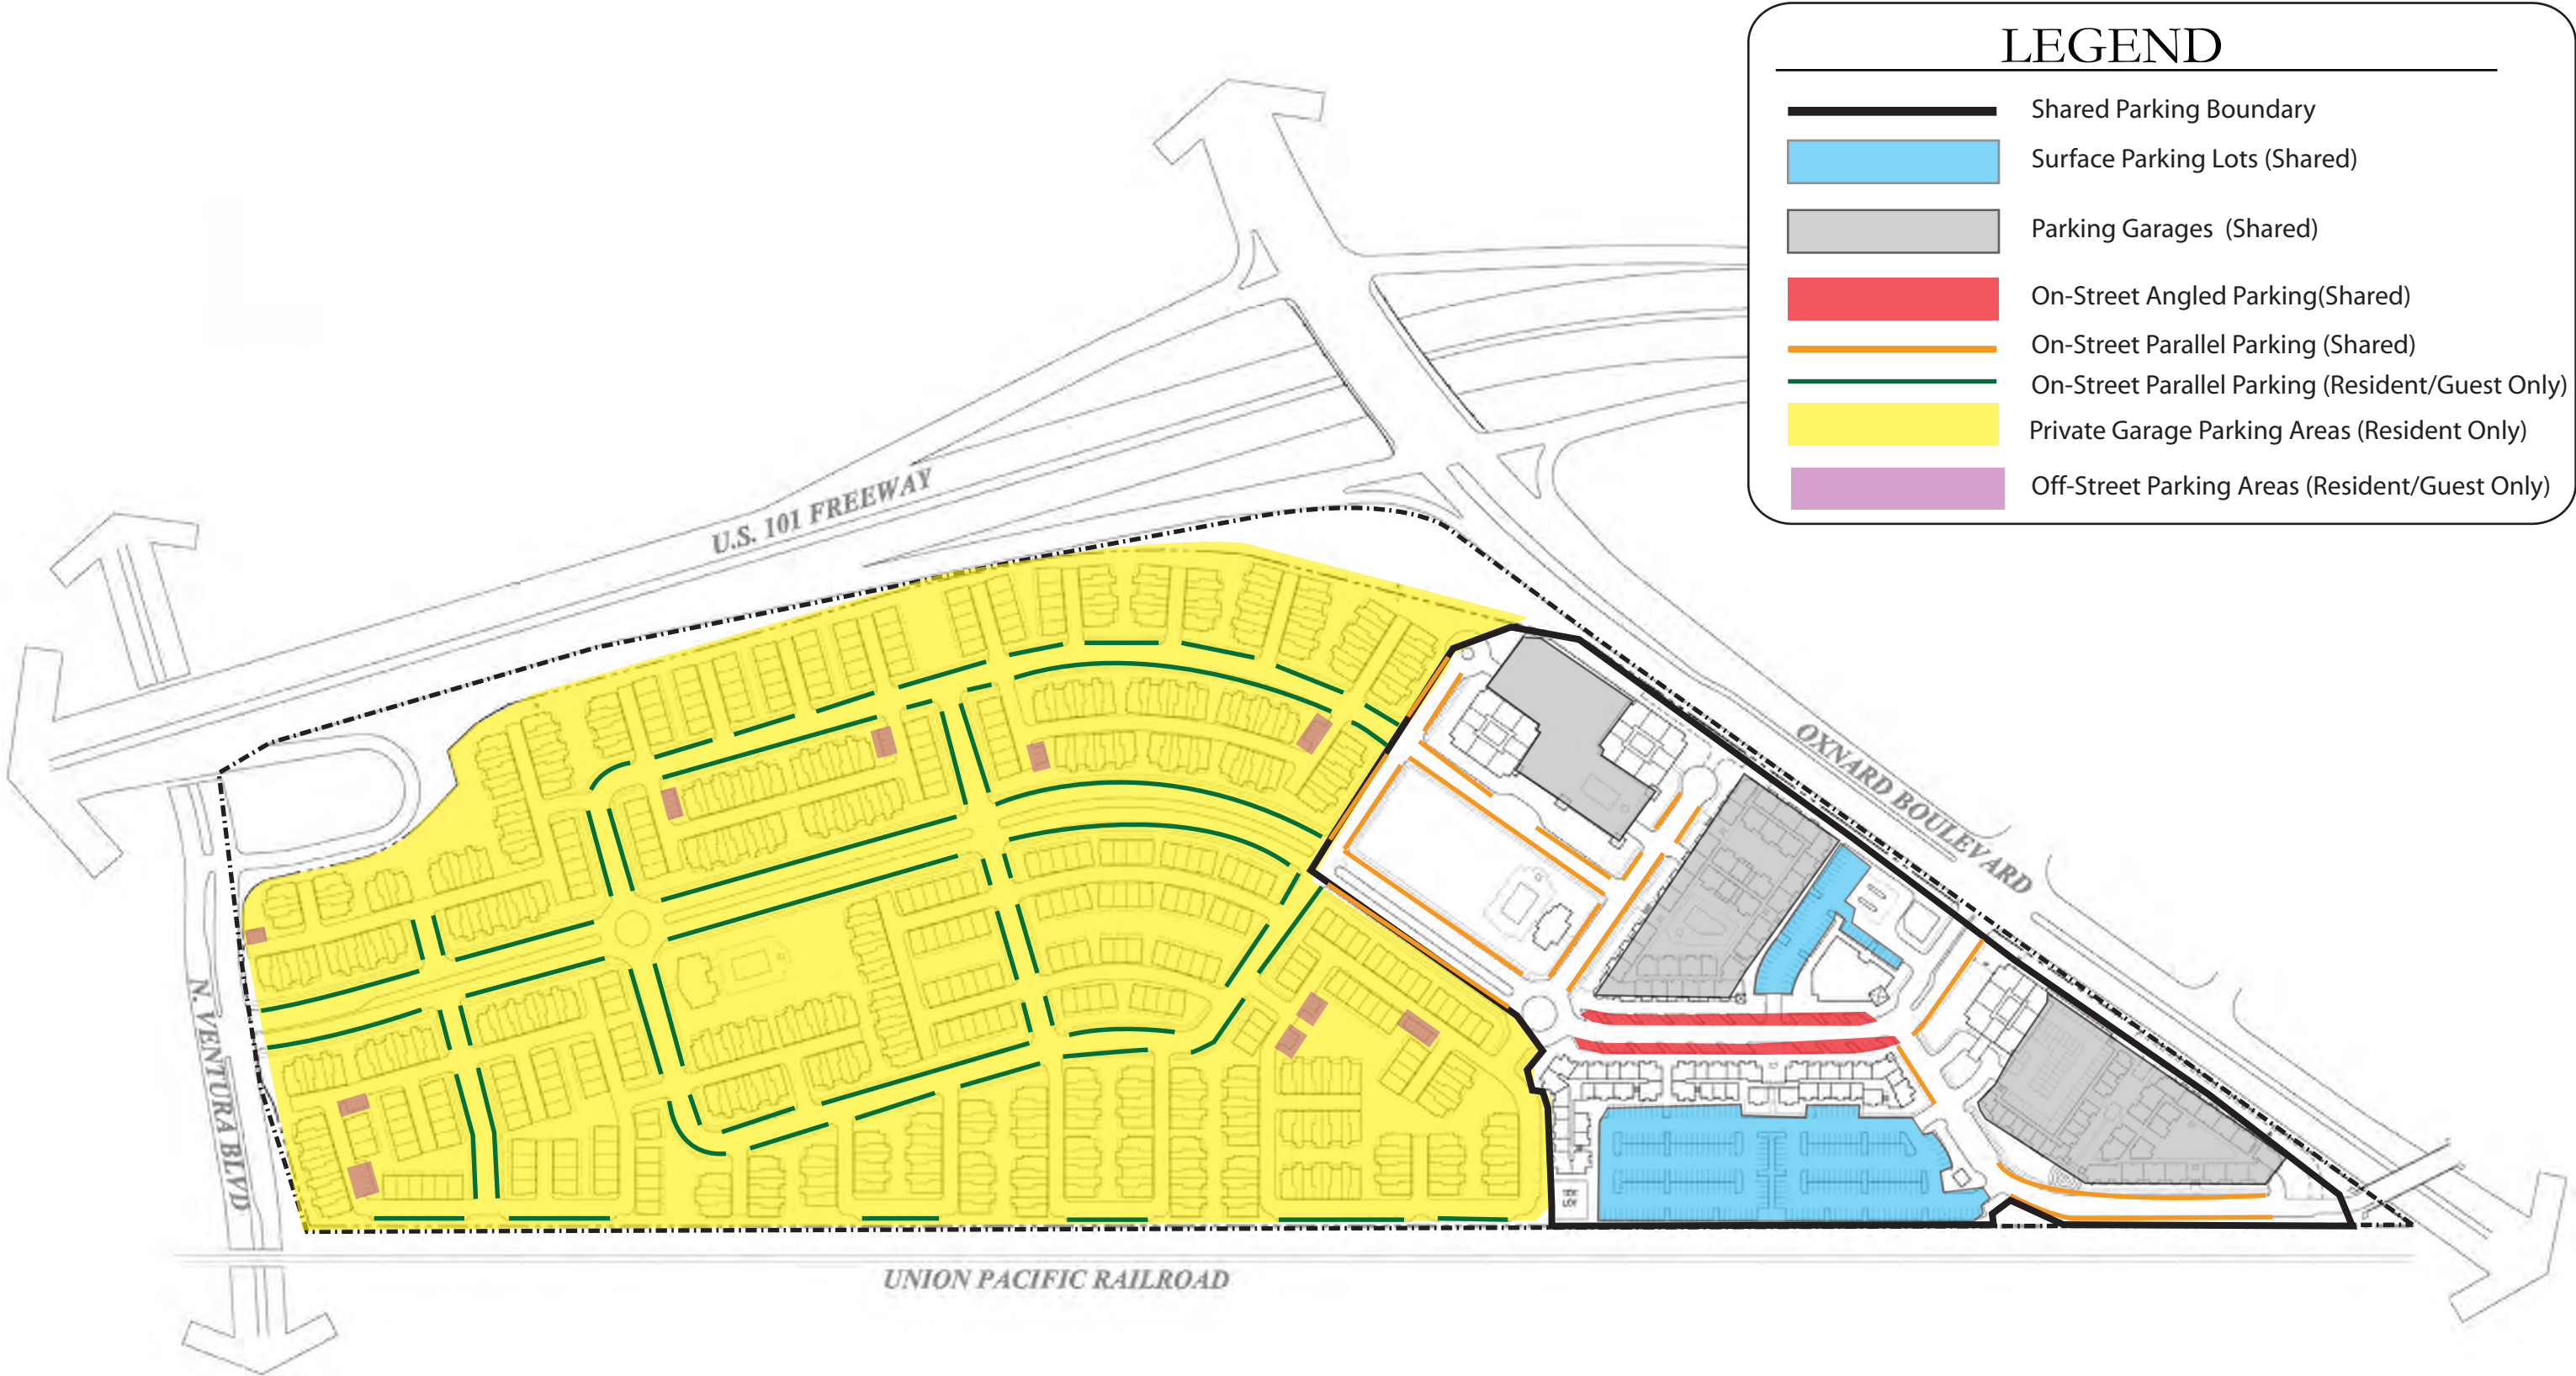 LEGEND
Shared Parking Boundary
Surface Parking Lots (Shared)
Parking Garages (Shared)
On-Street Angled Parking(Shared)
On-Street Parallel Parking (Shared)
On-Street Parallel Parking (Resident/Guest Only)
Private Garage Parking Areas (Resident Only)
Off-Street Parking Areas (Resident/Guest Only)
U.S. 101 FREEWAY
OXNARD BOULEVARD
N. VENTURA BLVD
UNION PACIFIC RAILROAD